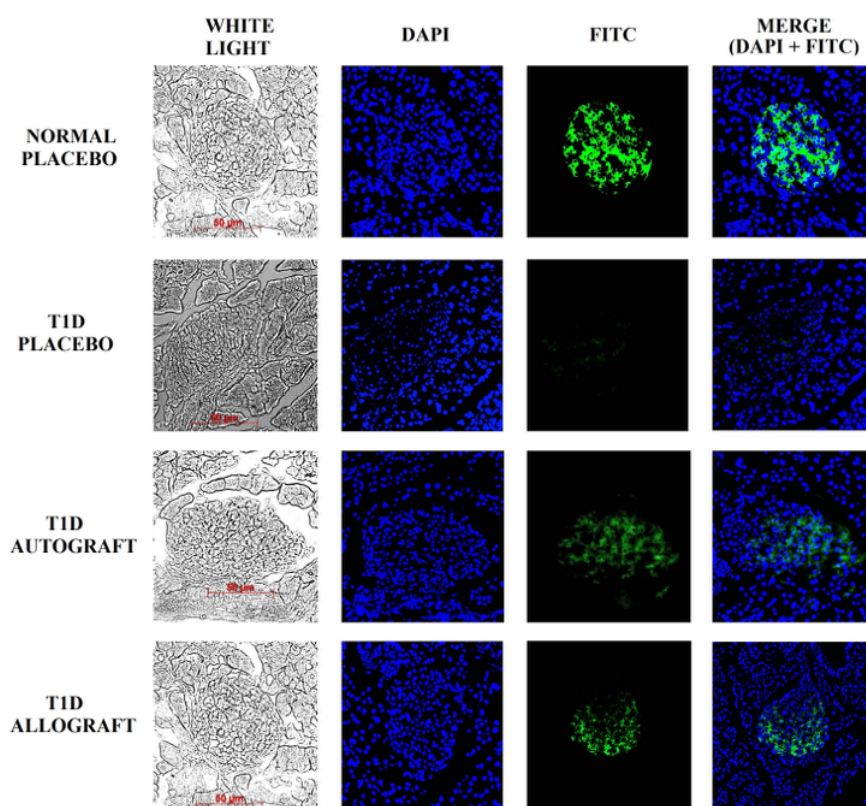 WHITE
LIGHT
DAPI
FITC
MERGE
(DAPI + FITC)
NORMAL
PLACEBO
50 µm
T1D
PLACEBO
50 µm
T1D
AUTOGRAFT
50 µm
T1D
ALLOGRAFT
50 µm